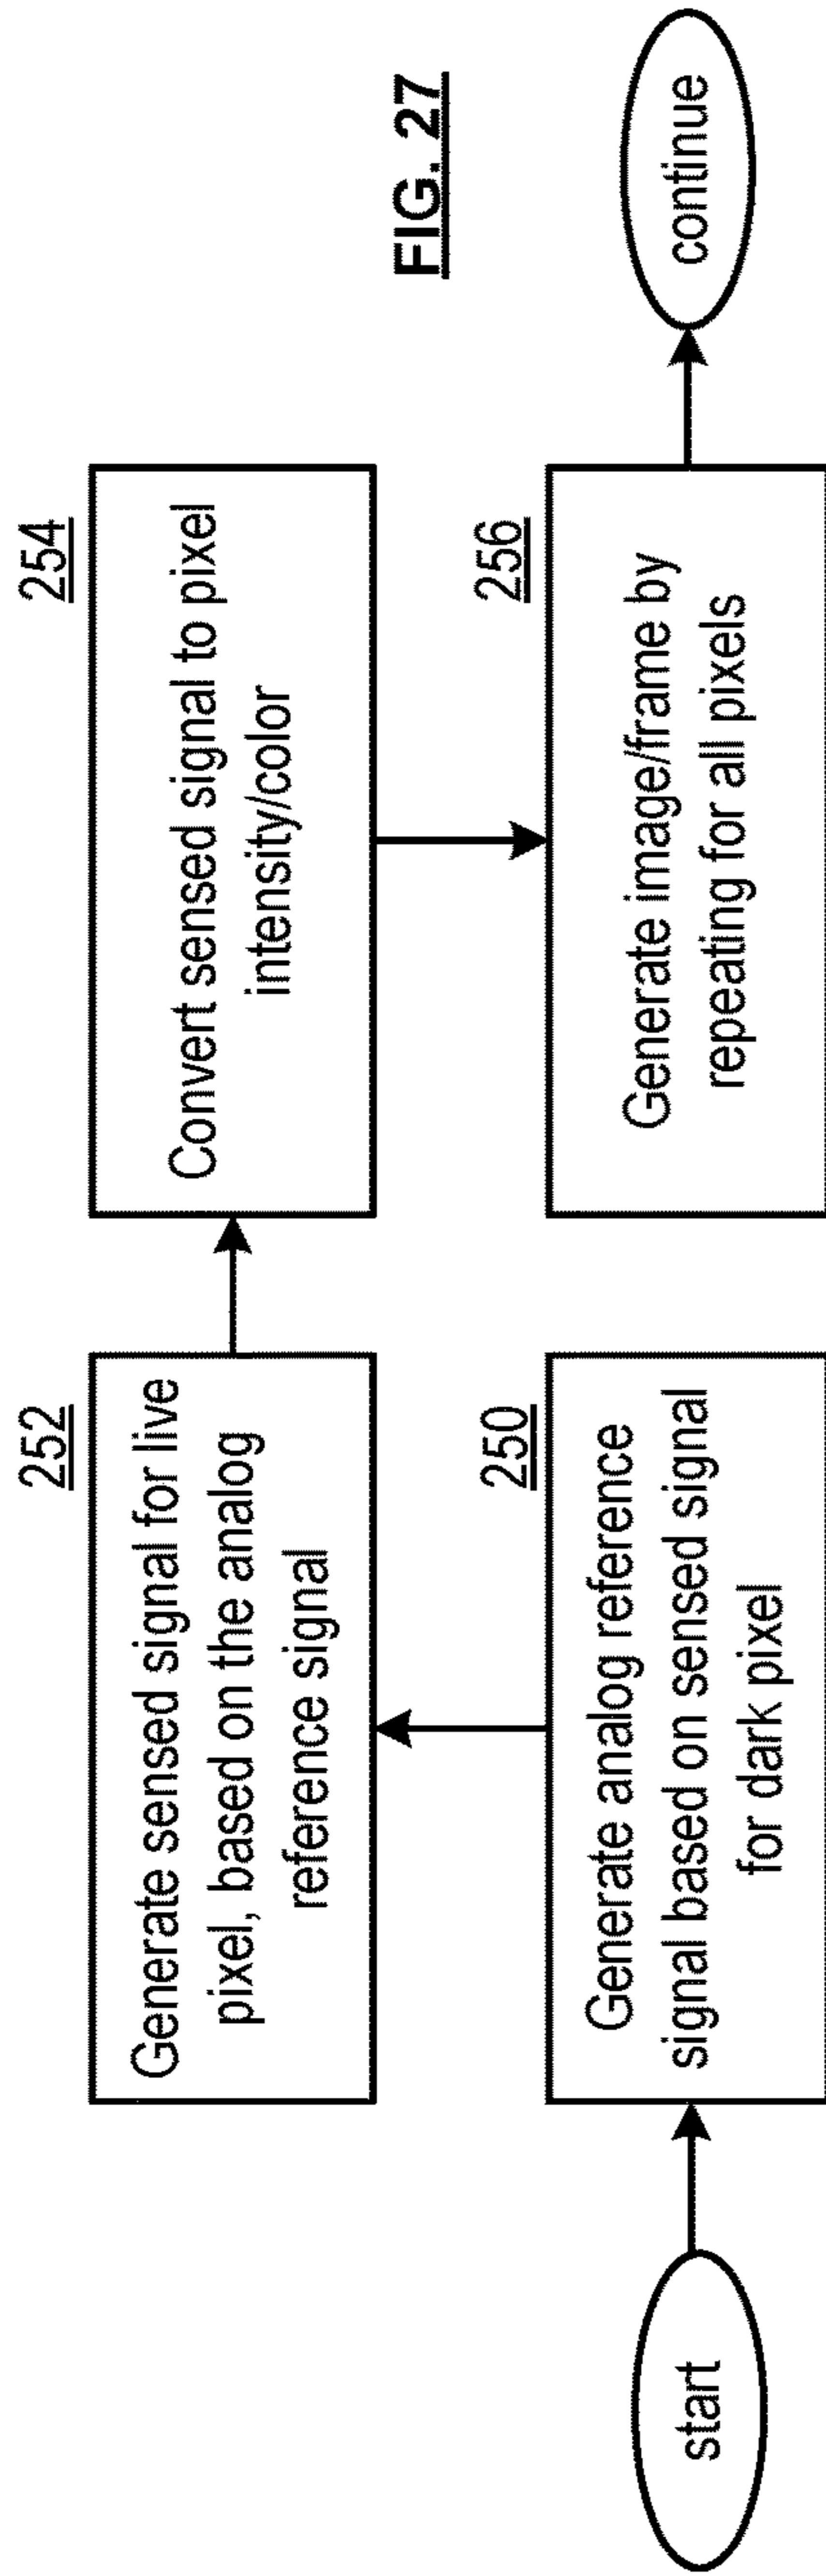 start
250
Generate analog reference
signal based on sensed signal
for dark pixel
252
Generate sensed signal for live
pixel, based on the analog
reference signal
254
Convert sensed signal to pixel
intensity/color
256
Generate image/frame by
repeating for all pixels
continue
FIG. 27